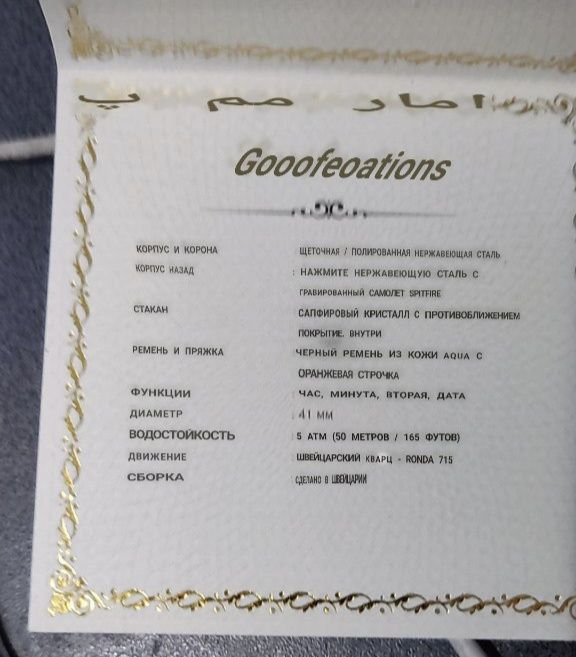 امار مم پ
Gooofeoations
КОРПУС И КОРОНА ЩЕТОЧНАЯ / ПОЛИРОВАННАЯ НЕРЖАВЕЮЩАЯ СТАЛЬ
КОРПУС НАЗАД : НАЖМИТЕ НЕРЖАВЕЮЩУЮ СТАЛЬ С
ГРАВИРОВАННЫЙ САМОЛЕТ SPITFIRE
СТАКАН САПФИРОВЫЙ КРИСТАЛЛ С ПРОТИВОБЛИЖЕНИЕМ
ПОКРЫТИЕ. ВНУТРИ
РЕМЕНЬ И ПРЯЖКА ЧЕРНЫЙ РЕМЕНЬ ИЗ КОЖИ AQUA С
ОРАНЖЕВАЯ СТРОЧКА
ФУНКЦИИ : ЧАС, МИНУТА, ВТОРАЯ, ДАТА
ДИАМЕТР : 41 ММ
ВОДОСТОЙКОСТЬ 5 АТМ (50 МЕТРОВ / 165 ФУТОВ)
ДВИЖЕНИЕ ШВЕЙЦАРСКИЙ КВАРЦ - RONDA 715
СБОРКА СДЕЛАНО В ШВЕЙЦАРИИ